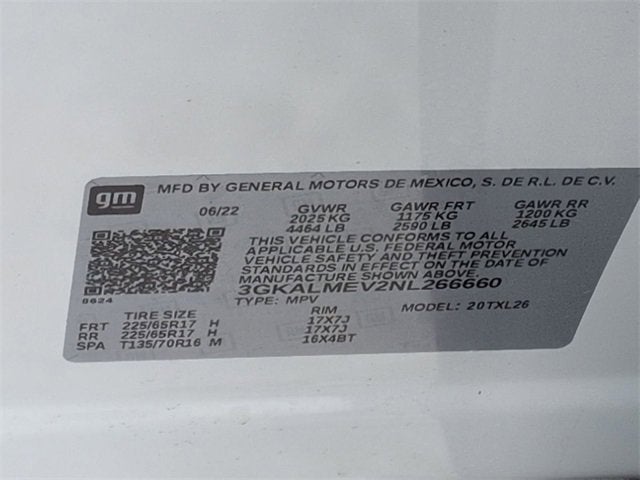 gm MFD BY GENERAL MOTORS DE MEXICO, S. DE R.L. DE C.V.
06/22 GVWR GAWR FRT GAWR RR
2025 KG 1175 KG 1200 KG
4464 LB 2590 LB 2645 LB
THIS VEHICLE CONFORMS TO ALL
APPLICABLE U.S. FEDERAL MOTOR
VEHICLE SAFETY AND THEFT PREVENTION
STANDARDS IN EFFECT ON THE DATE OF
MANUFACTURE SHOWN ABOVE.
3GKALMEV2NL266660
8624 TYPE: MPV MODEL: 20TXL26
TIRE SIZE RIM
FRT 225/65R17 H 17X7J
RR 225/65R17 H 17X7J
SPA T135/70R16 M 16X4BT